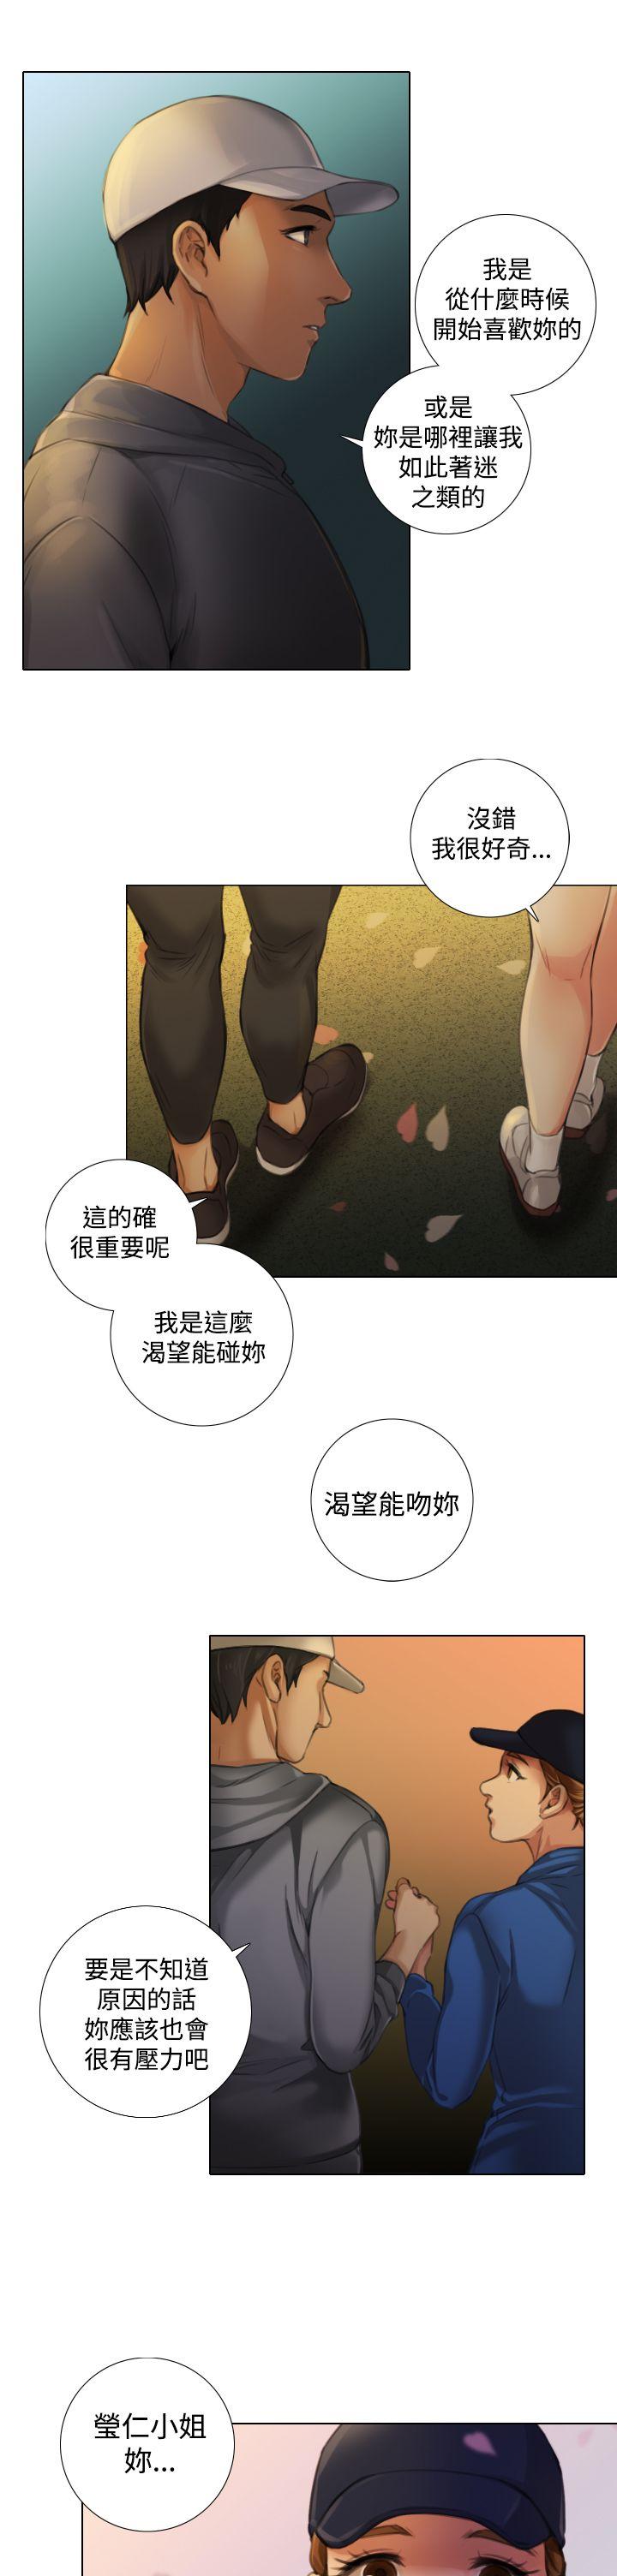 我是
從什麼時候
開始喜歡妳的
或是
妳是哪裡讓我
如此著迷
之類的
沒錯
我很好奇...
這的確
很重要呢
我是這麼
渴望能碰妳
渴望能吻妳
要是不知道
原因的話
妳應該也會
很有壓力吧
瑩仁小姐
妳...